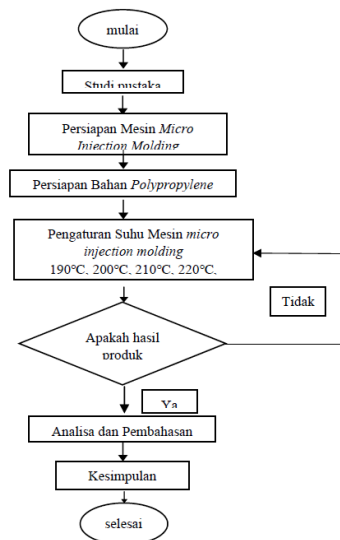 mulai
Studi pustaka
Persiapan Mesin Micro
Injection Molding
Persiapan Bahan Polypropylene
Pengaturan Suhu Mesin micro
injection molding
190℃, 200℃, 210℃, 220℃,
Tidak
Apakah hasil
produk
Ya
Analisa dan Pembahasan
Kesimpulan
selesai